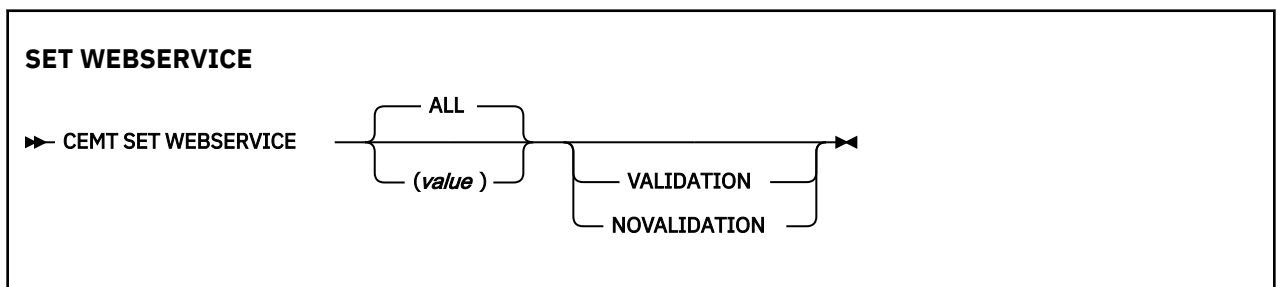 SET WEBSERVICE
ALL
CEMT SET WEBSERVICE
(value )
VALIDATION
NOVALIDATION